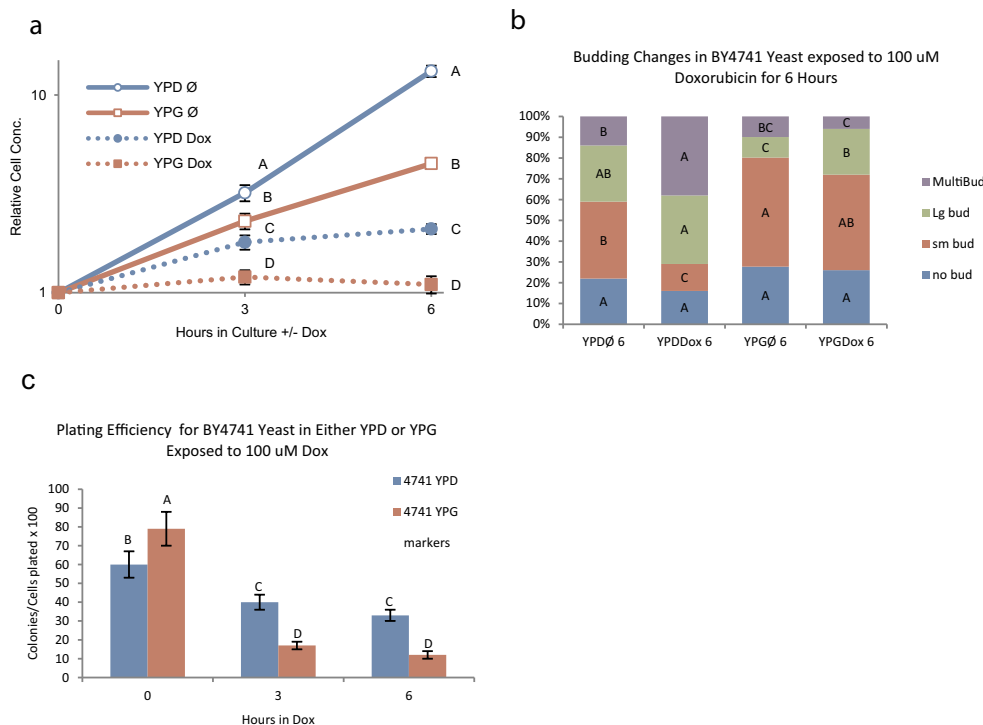 a
10
1
Relative Cell Conc.
YPD Ø
YPG Ø
YPD Dox
YPG Dox
A
B
C
D
A
B
C
D
0
3
6
Hours in Culture +/- Dox
b
Budding Changes in BY4741 Yeast exposed to 100 uM
Doxorubicin for 6 Hours
100%
90%
80%
70%
60%
50%
40%
30%
20%
10%
0%
B
A
BC
C
AB
A
C
B
B
C
A
AB
A
A
A
A
YPDØ 6
YPDDox 6
YPGØ 6
YPGDox 6
MultiBud
Lg bud
sm bud
no bud
c
Plating Efficiency for BY4741 Yeast in Either YPD or YPG
Exposed to 100 uM Dox
Colonies/Cells plated x 100
100
90
80
70
60
50
40
30
20
10
0
B
A
C
D
C
D
4741 YPD
4741 YPG
markers
0
3
6
Hours in Dox